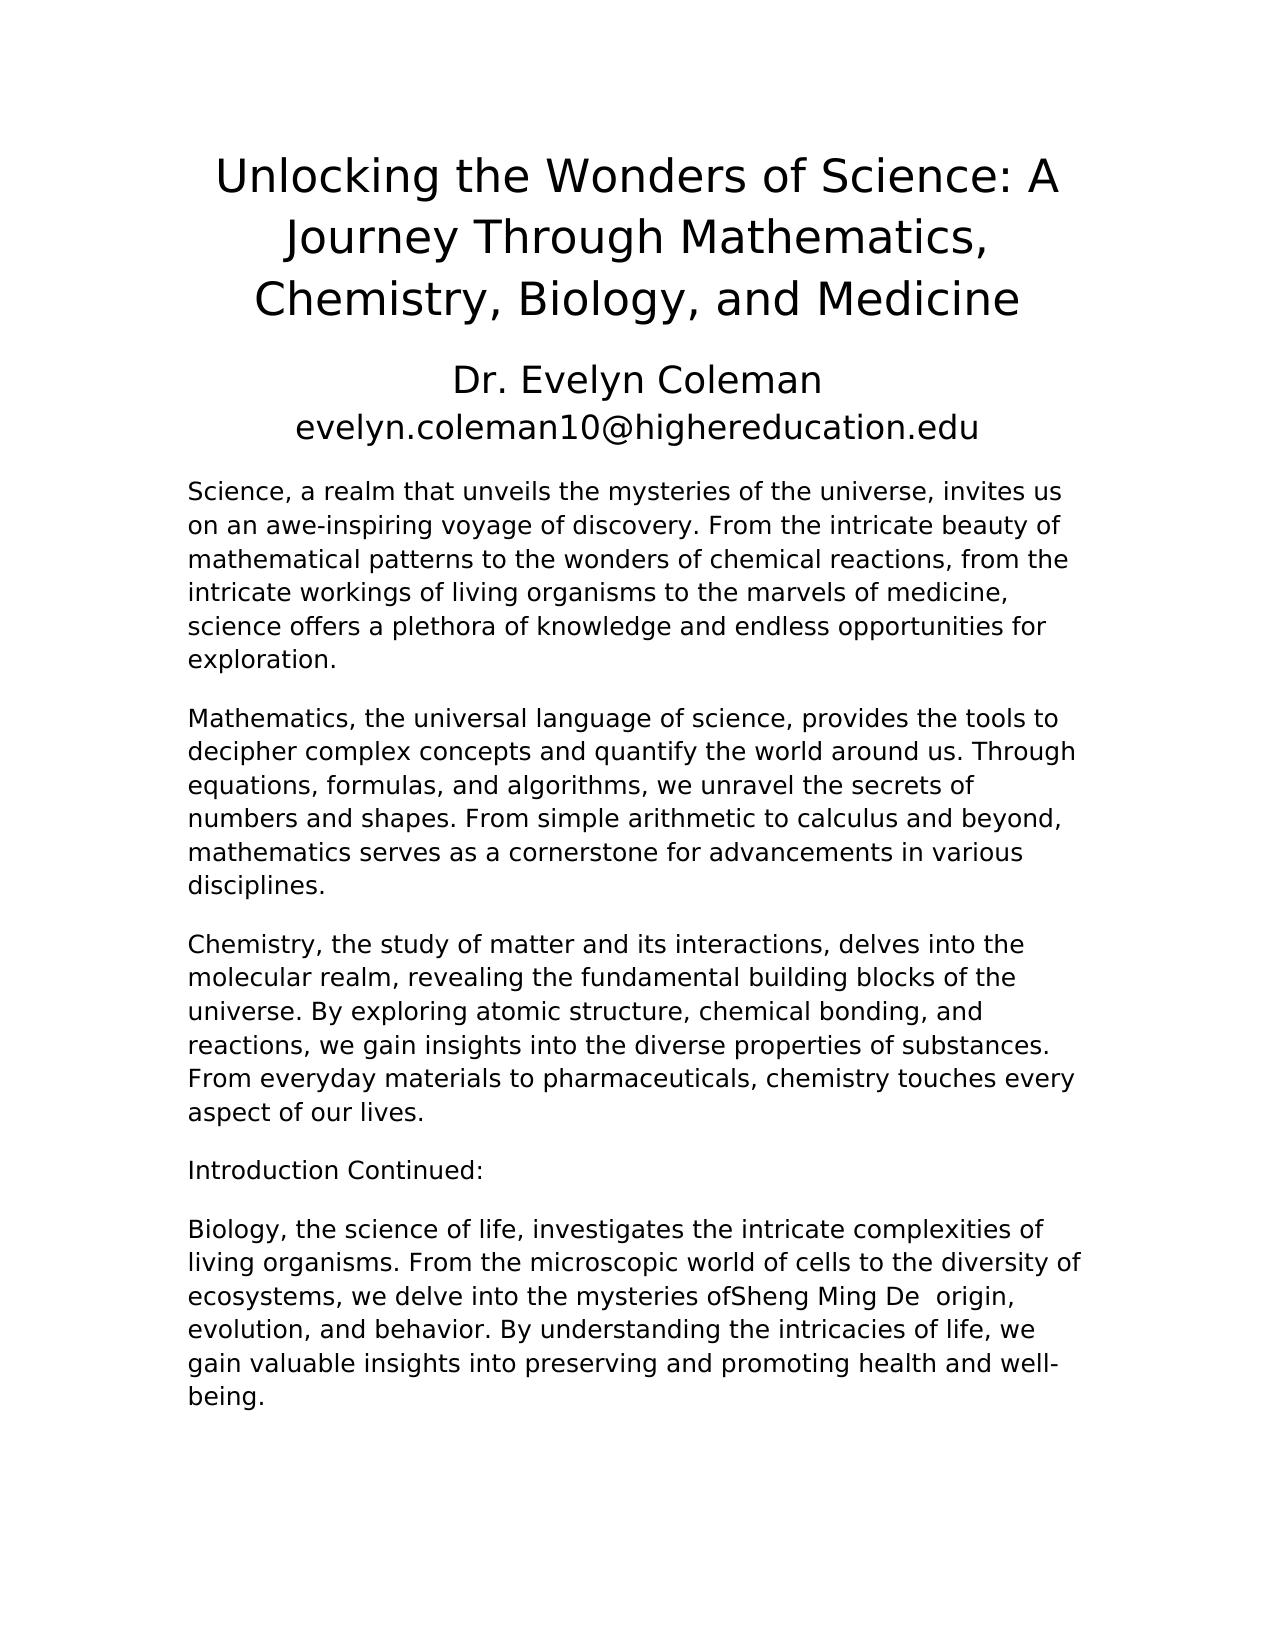 Unlocking the Wonders of Science: A
Journey Through Mathematics,
Chemistry, Biology, and Medicine
Dr. Evelyn Coleman
evelyn.coleman10@highereducation.edu
Science, a realm that unveils the mysteries of the universe, invites us
on an awe-inspiring voyage of discovery. From the intricate beauty of
mathematical patterns to the wonders of chemical reactions, from the
intricate workings of living organisms to the marvels of medicine,
science offers a plethora of knowledge and endless opportunities for
exploration.
Mathematics, the universal language of science, provides the tools to
decipher complex concepts and quantify the world around us. Through
equations, formulas, and algorithms, we unravel the secrets of
numbers and shapes. From simple arithmetic to calculus and beyond,
mathematics serves as a cornerstone for advancements in various
disciplines.
Chemistry, the study of matter and its interactions, delves into the
molecular realm, revealing the fundamental building blocks of the
universe. By exploring atomic structure, chemical bonding, and
reactions, we gain insights into the diverse properties of substances.
From everyday materials to pharmaceuticals, chemistry touches every
aspect of our lives.
Introduction Continued:
Biology, the science of life, investigates the intricate complexities of
living organisms. From the microscopic world of cells to the diversity of
ecosystems, we delve into the mysteries ofSheng Ming De  origin,
evolution, and behavior. By understanding the intricacies of life, we
gain valuable insights into preserving and promoting health and well-
being.